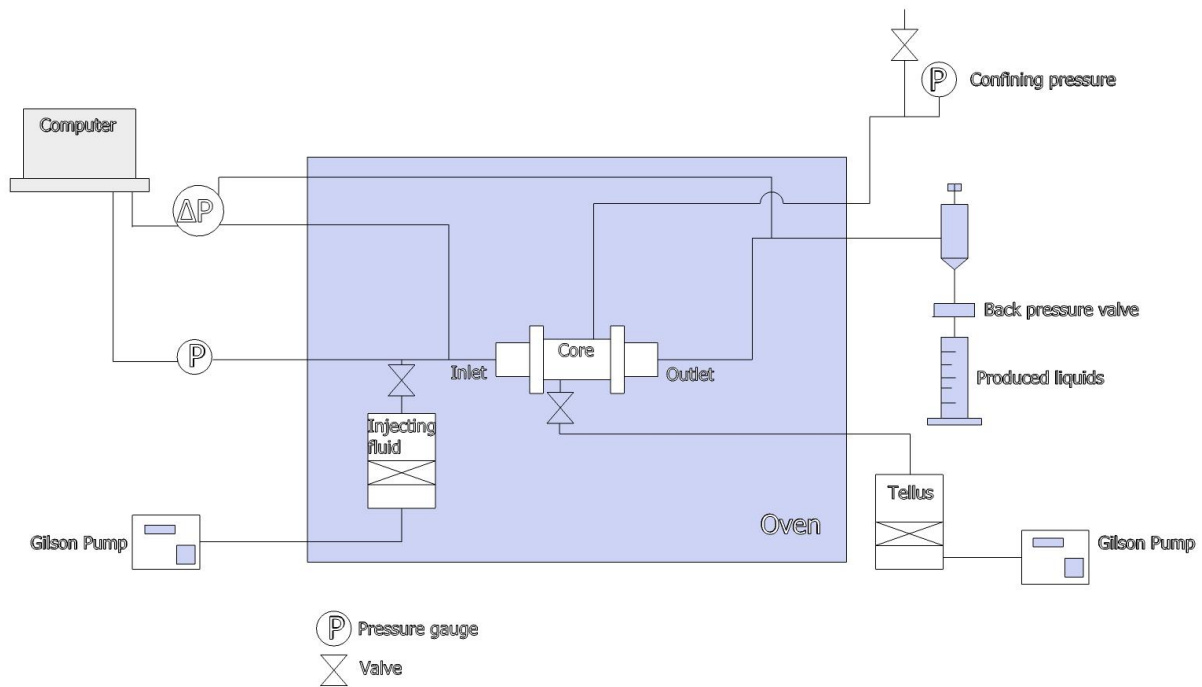 P
Confining pressure
Computer
ΔP
Back pressure valve
P
Inlet
Core
Outlet
Produced liquids
Injecting
fluid
Tellus
Oven
Gilson Pump
Gilson Pump
P
Pressure gauge
Valve